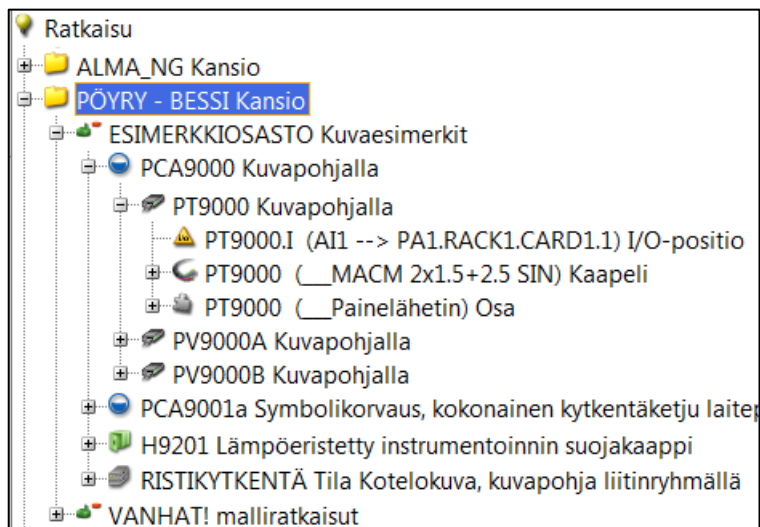 Ratkaisu
ALMA_NG Kansio
PÖYRY - BESSI Kansio
ESIMERKKIOSASTO Kuvaesimerkit
PCA9000 Kuvapohjalla
PT9000 Kuvapohjalla
PT9000.I (AI1 --> PA1.RACK1.CARD1.1) I/O-positio
PT9000 (__MACM 2x1.5+2.5 SIN) Kaapeli
PT9000 (__Painelähetin) Osa
PV9000A Kuvapohjalla
PV9000B Kuvapohjalla
PCA9001a Symbolikorvaus, kokonainen kytkentäketju laitep
H9201 Lämpöeristetty instrumentoinnin suojakaappi
RISTIKYTKENTÄ Tila Kotelokuva, kuvapohja liitinryhmällä
VANHAT! malliratkaisut